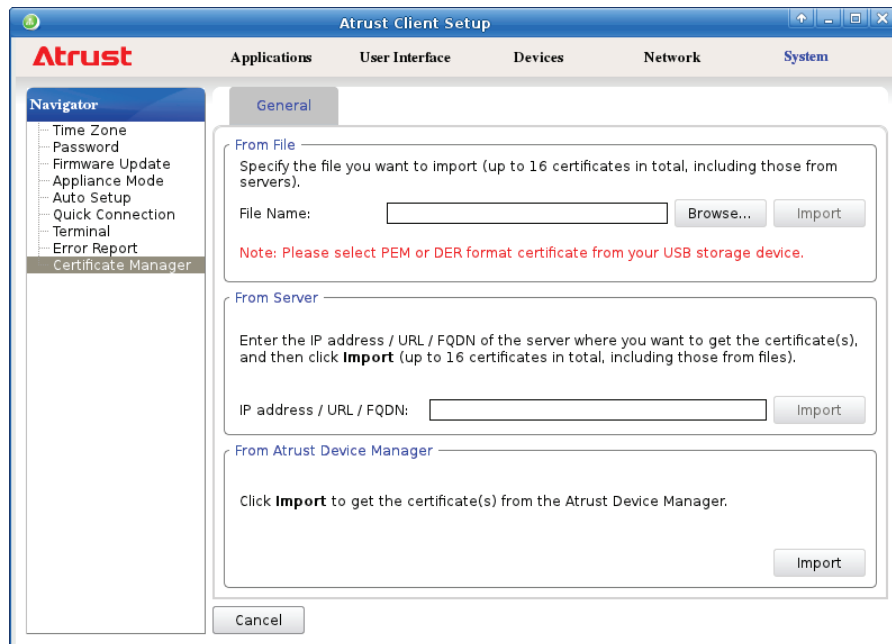 Atrust Client Setup
Atrust
Applications User Interface Devices Network System
Navigator
Time Zone
Password
Firmware Update
Appliance Mode
Auto Setup
Quick Connection
Terminal
Error Report
Certificate Manager
General
From File
Specify the file you want to import (up to 16 certificates in total, including those from
servers).
File Name: Browse... Import
Note: Please select PEM or DER format certificate from your USB storage device.
From Server
Enter the IP address / URL / FQDN of the server where you want to get the certificate(s),
and then click Import (up to 16 certificates in total, including those from files).
IP address / URL / FQDN: Import
From Atrust Device Manager
Click Import to get the certificate(s) from the Atrust Device Manager.
Import
Cancel